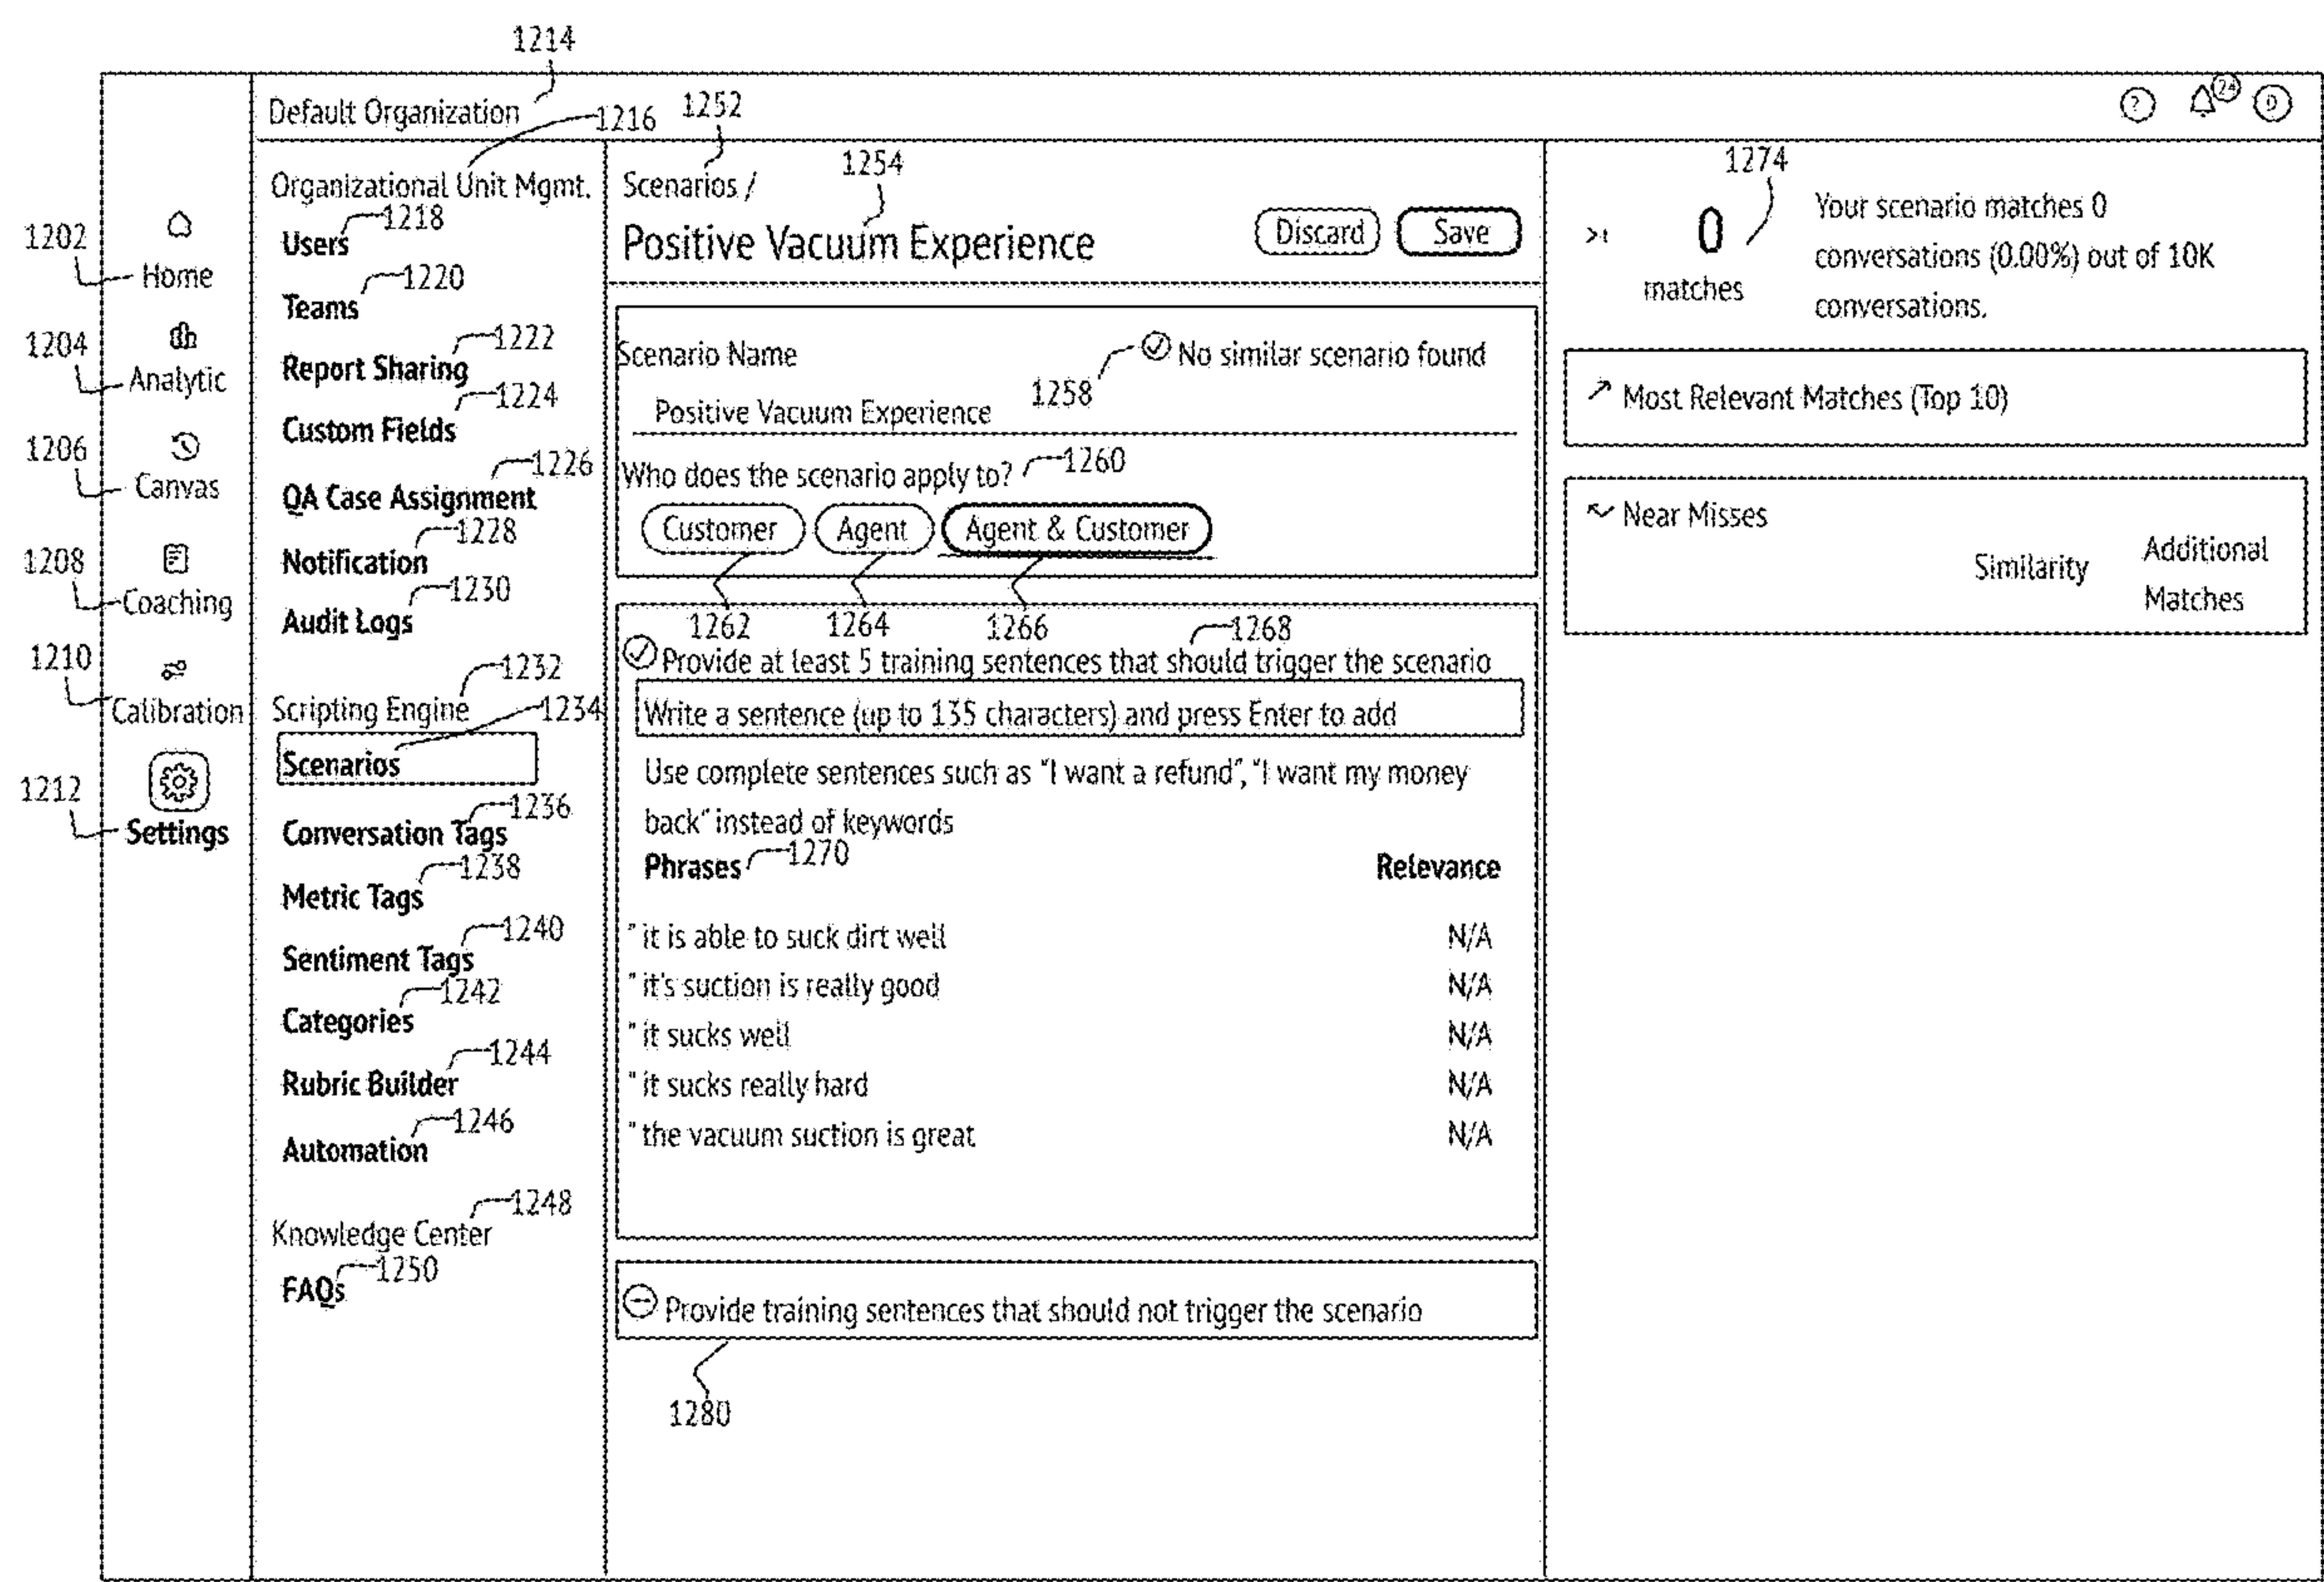 1214
Default Organization
1216
1252
? 24 D
1202
Home
1204
Analytic
1206
Canvas
1208
Coaching
1210
Calibration
1212
Settings
Organizational Unit Mgmt.
1218
Users
1220
Teams
1222
Report Sharing
1224
Custom Fields
1226
QA Case Assignment
1228
Notification
1230
Audit Logs
1232
Scripting Engine
1234
Scenarios
1236
Conversation Tags
1238
Metric Tags
1240
Sentiment Tags
1242
Categories
1244
Rubric Builder
1246
Automation
1248
Knowledge Center
1250
FAQs
1254
Scenarios /
Positive Vacuum Experience
Discard Save
Scenario Name
No similar scenario found
1258
Positive Vacuum Experience
Who does the scenario apply to?
1260
Customer Agent Agent & Customer
1262 1264 1266 1268
Provide at least 5 training sentences that should trigger the scenario
Write a sentence (up to 135 characters) and press Enter to add
Use complete sentences such as "I want a refund", "I want my money
back" instead of keywords
Phrases 1270 Relevance
" it is able to suck dirt well N/A
" it's suction is really good N/A
" it sucks well N/A
" it sucks really hard N/A
" the vacuum suction is great N/A
Provide training sentences that should not trigger the scenario
1280
1274
0
matches
Your scenario matches 0
conversations (0.00%) out of 10K
conversations.
Most Relevant Matches (Top 10)
Near Misses
Similarity
Additional
Matches